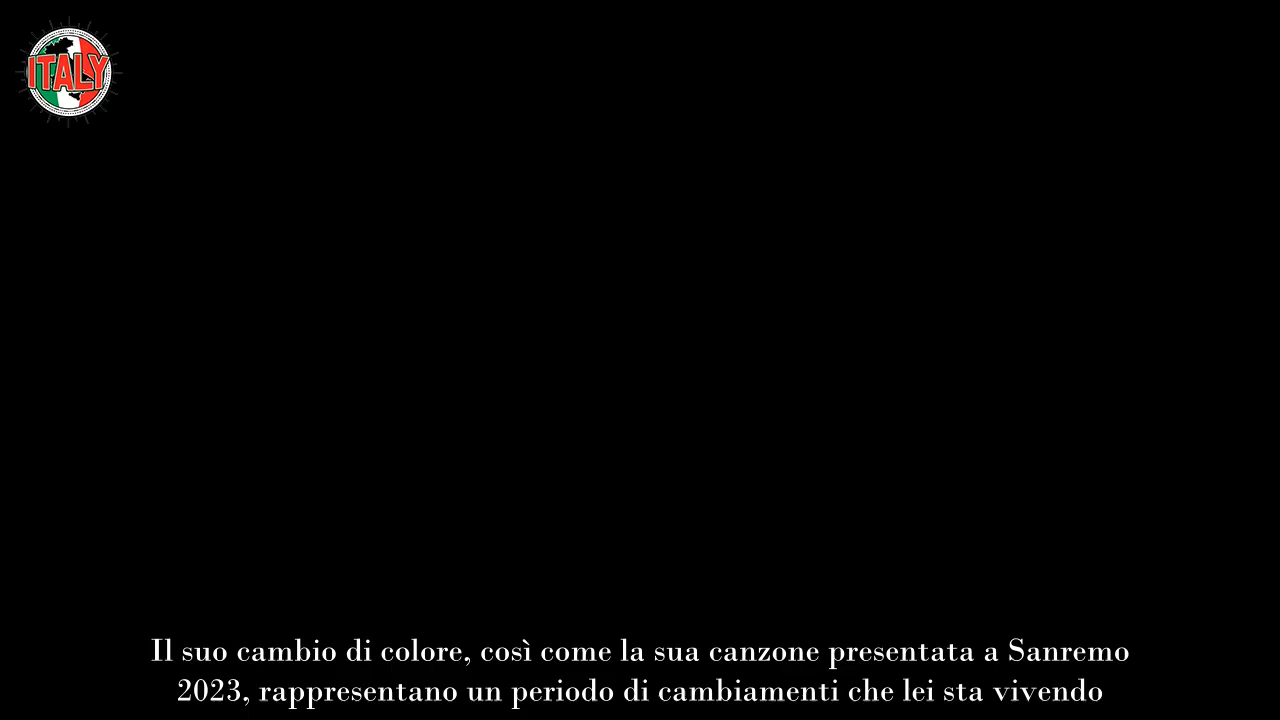 ITALY
Il suo cambio di colore, così come la sua canzone presentata a Sanremo
2023, rappresentano un periodo di cambiamenti che lei sta vivendo